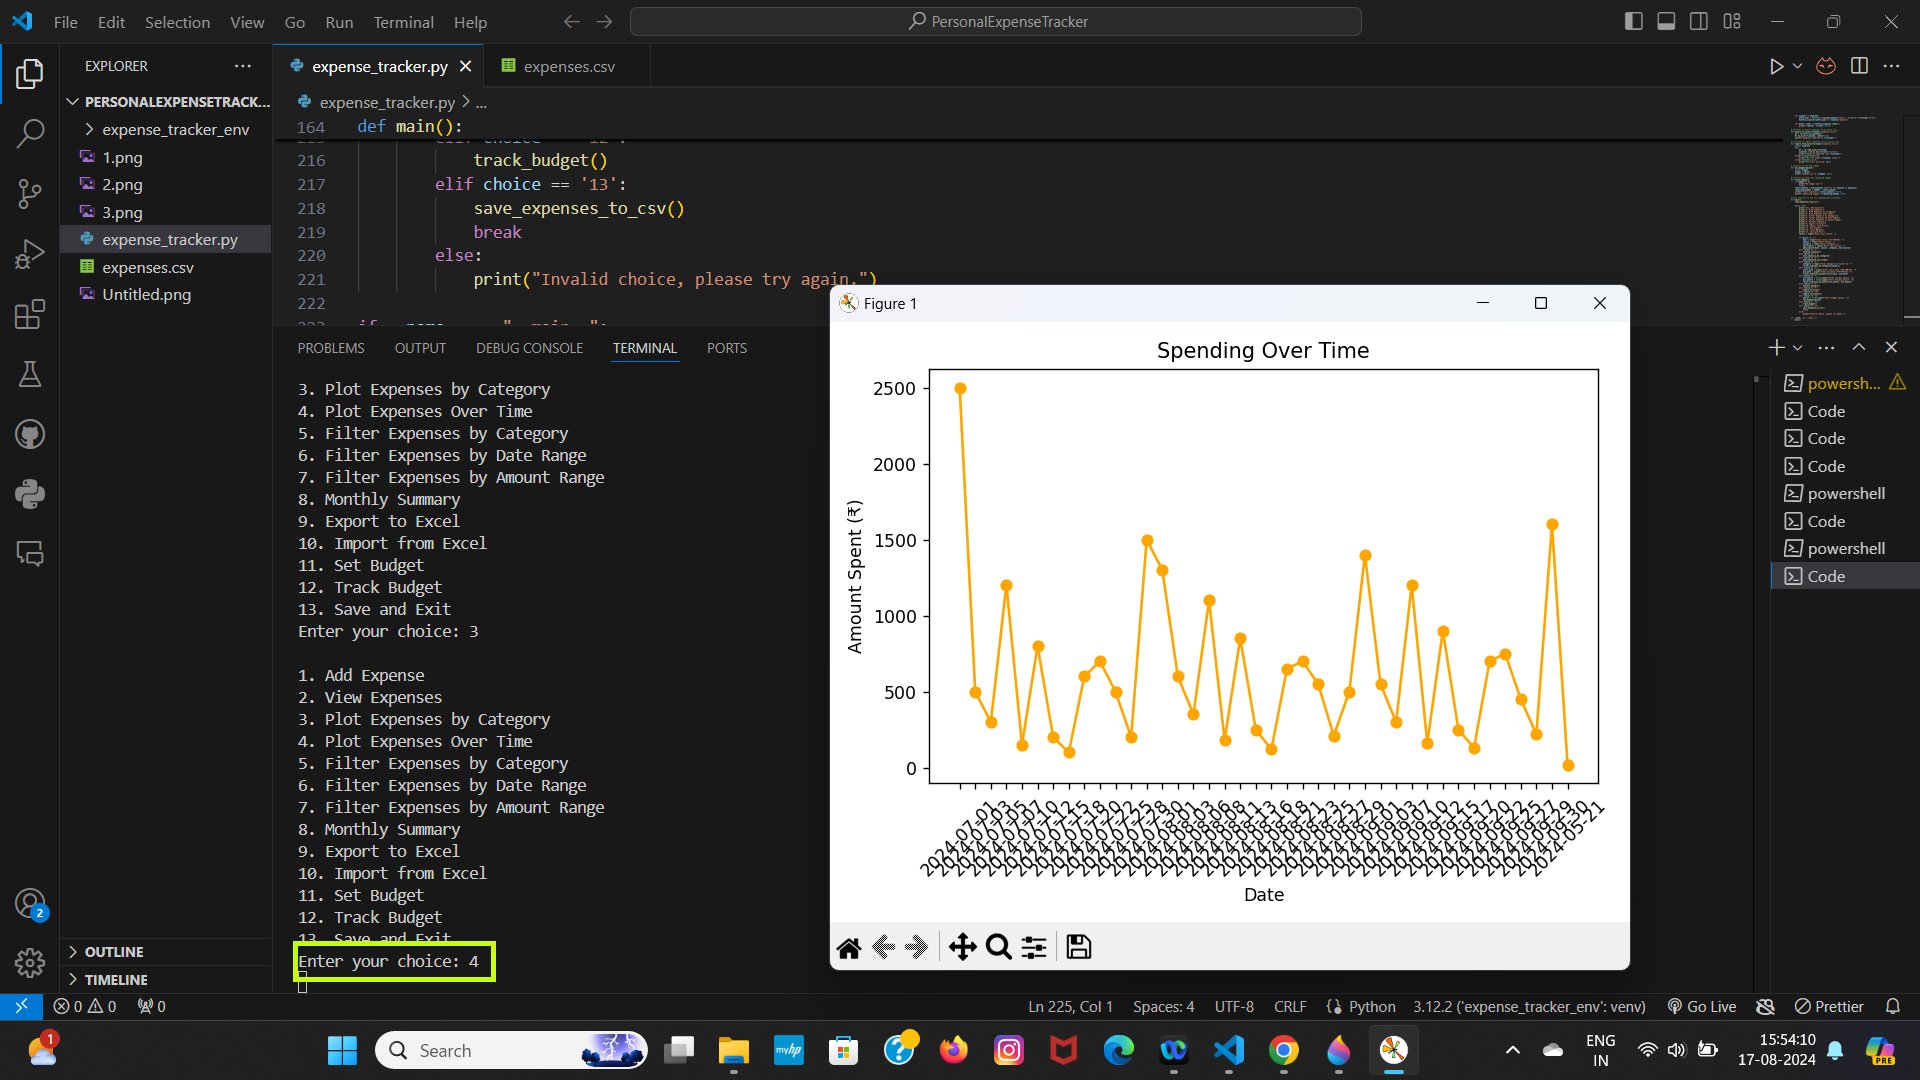 File Edit Selection View Go Run Terminal Help
PersonalExpenseTracker
EXPLORER
PERSONALEXPENSETRACK...
expense_tracker_env
1.png
2.png
3.png
expense_tracker.py
expenses.csv
Untitled.png
OUTLINE
TIMELINE
expense_tracker.py
expenses.csv
expense_tracker.py > ...
164 def main():
216 track_budget()
217 elif choice == '13':
218 save_expenses_to_csv()
219 break
220 else:
221 print("Invalid choice, please try again.")
222
PROBLEMS OUTPUT DEBUG CONSOLE TERMINAL PORTS
3. Plot Expenses by Category
4. Plot Expenses Over Time
5. Filter Expenses by Category
6. Filter Expenses by Date Range
7. Filter Expenses by Amount Range
8. Monthly Summary
9. Export to Excel
10. Import from Excel
11. Set Budget
12. Track Budget
13. Save and Exit
Enter your choice: 3
1. Add Expense
2. View Expenses
3. Plot Expenses by Category
4. Plot Expenses Over Time
5. Filter Expenses by Category
6. Filter Expenses by Date Range
7. Filter Expenses by Amount Range
8. Monthly Summary
9. Export to Excel
10. Import from Excel
11. Set Budget
12. Track Budget
13. Save and Exit
Enter your choice: 4
powersh...
Code
Code
Code
powershell
Code
powershell
Code
Figure 1
Spending Over Time
Amount Spent (₹)
2500
2000
1500
1000
500
0
2024-07-01
2024-05-21
Date
2
0 0 0
Ln 225, Col 1 Spaces: 4 UTF-8 CRLF Python 3.12.2 ('expense_tracker_env': venv) Go Live Prettier
1
Search
myhp
ENG
IN
15:54:10
17-08-2024
PRE